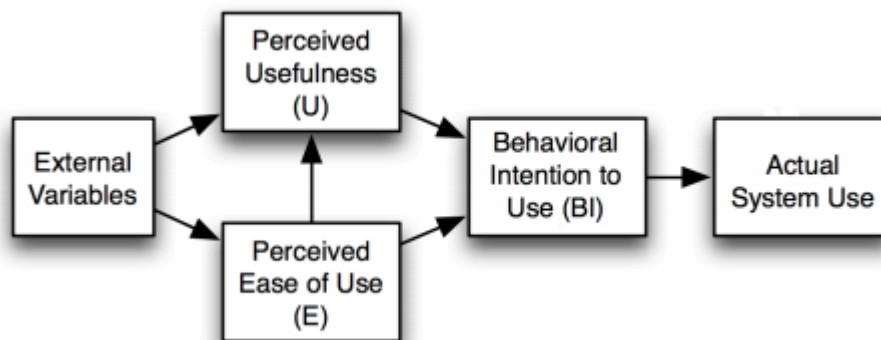 External
Variables
Perceived
Usefulness
(U)
Perceived
Ease of Use
(E)
Behavioral
Intention to
Use (BI)
Actual
System Use